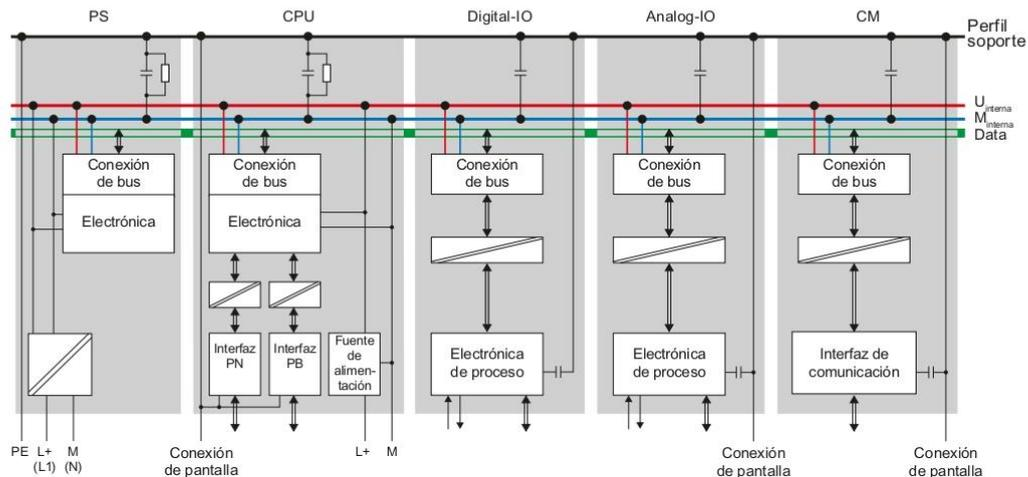 PS
CPU
Digital-IO
Analog-IO
CM
Perfil
soporte
Uinterna
Minterna
Data
Conexión
de bus
Electrónica
Conexión
de bus
Electrónica
Conexión
de bus
Conexión
de bus
Conexión
de bus
Interfaz
PN
Interfaz
PB
Fuente
de
alimen-
tación
Electrónica
de proceso
Electrónica
de proceso
Interfaz de
comunicación
PE
L+
(L1)
M
(N)
Conexión
de pantalla
L+
M
Conexión
de pantalla
Conexión
de pantalla